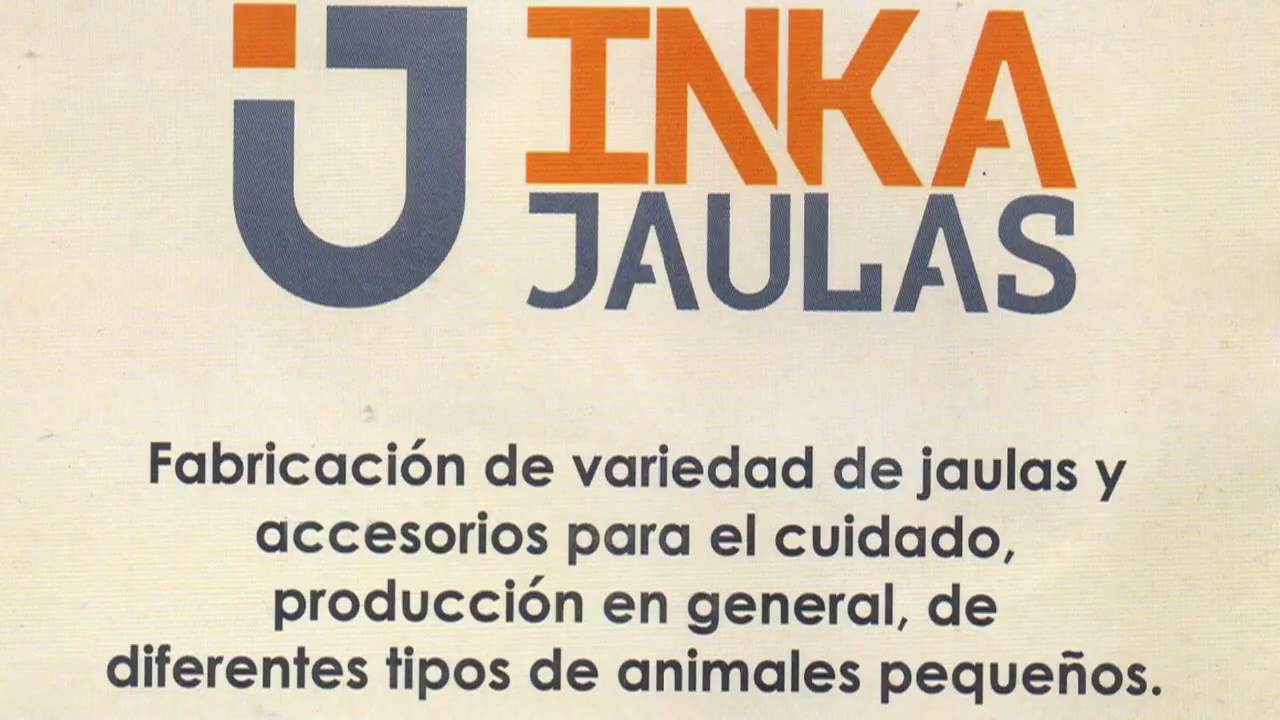 INKA
JAULAS
Fabricación de variedad de jaulas y
accesorios para el cuidado,
producción en general, de
diferentes tipos de animales pequeños.